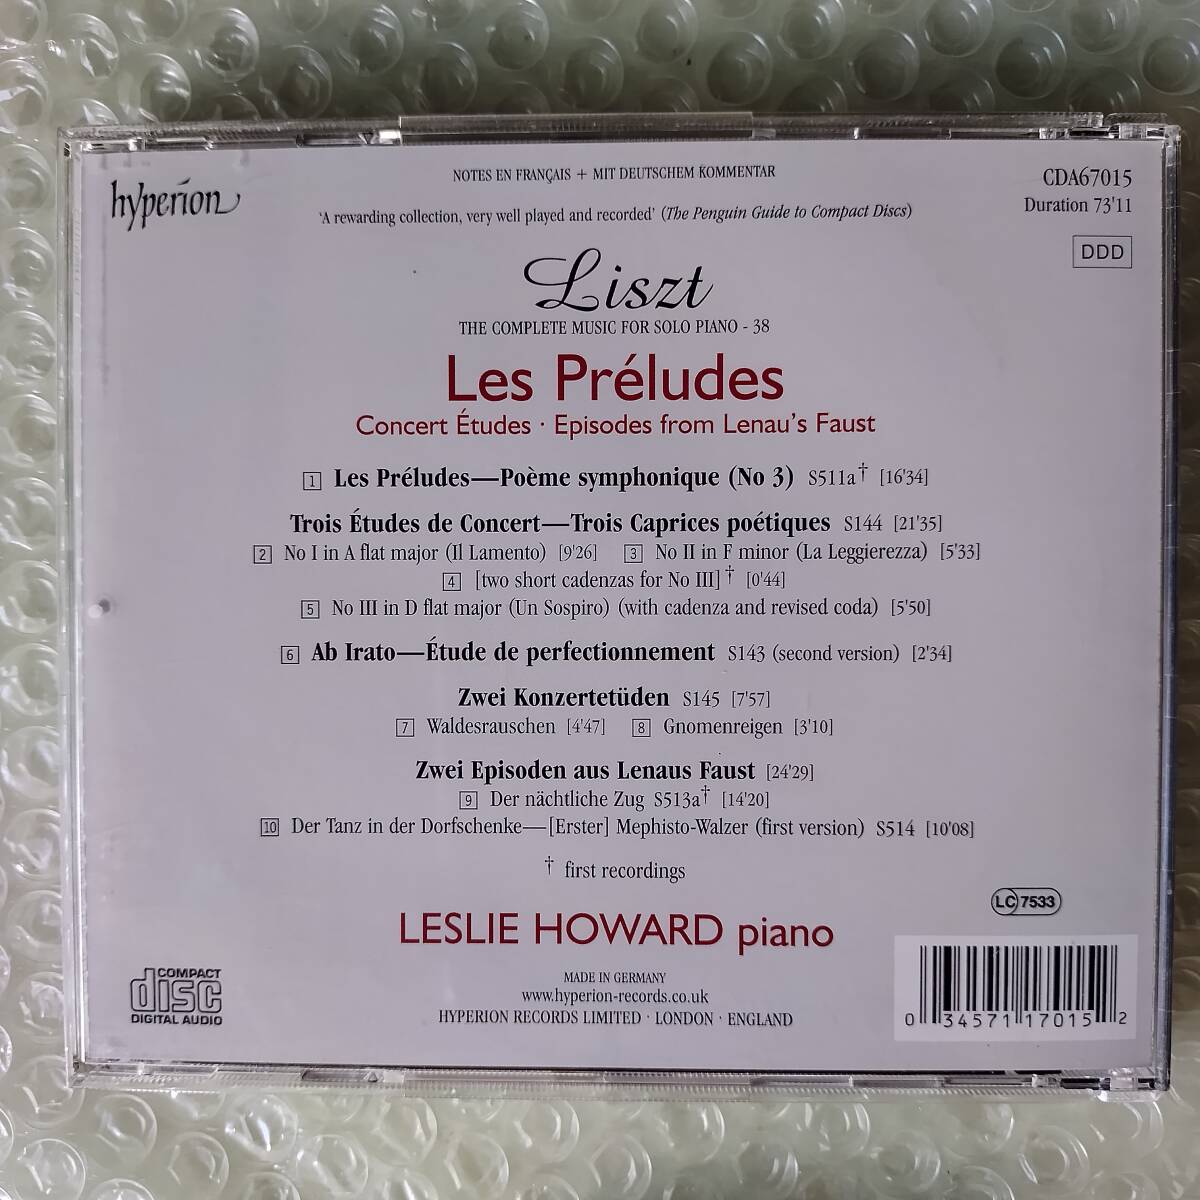 hyperion
NOTES EN FRANÇAIS + MIT DEUTSCHEM KOMMENTAR
CDA67015
Duration 73'11
'A rewarding collection, very well played and recorded' (The Penguin Guide to Compact Discs)
DDD
Liszt
THE COMPLETE MUSIC FOR SOLO PIANO - 38
Les Préludes
Concert Études · Episodes from Lenau's Faust
1 Les Préludes—Poème symphonique (No 3) S511a† [16'34]
Trois Études de Concert—Trois Caprices poétiques S144 [21'35]
2 No I in A flat major (Il Lamento) [9'26] 3 No II in F minor (La Leggierezza) [5'33]
4 [two short cadenzas for No III]† [0'44]
5 No III in D flat major (Un Sospiro) (with cadenza and revised coda) [5'50]
6 Ab Irato—Étude de perfectionnement S143 (second version) [2'34]
Zwei Konzertetüden S145 [7'57]
7 Waldesrauschen [4'47] 8 Gnomenreigen [3'10]
Zwei Episoden aus Lenaus Faust [24'29]
9 Der nächtliche Zug S513a† [14'20]
10 Der Tanz in der Dorfschenke—[Erster] Mephisto-Walzer (first version) S514 [10'08]
† first recordings
LC 7533
LESLIE HOWARD piano
COMPACT
disc
DIGITAL AUDIO
MADE IN GERMANY
www.hyperion-records.co.uk
HYPERION RECORDS LIMITED · LONDON · ENGLAND
0 34571 17015 2